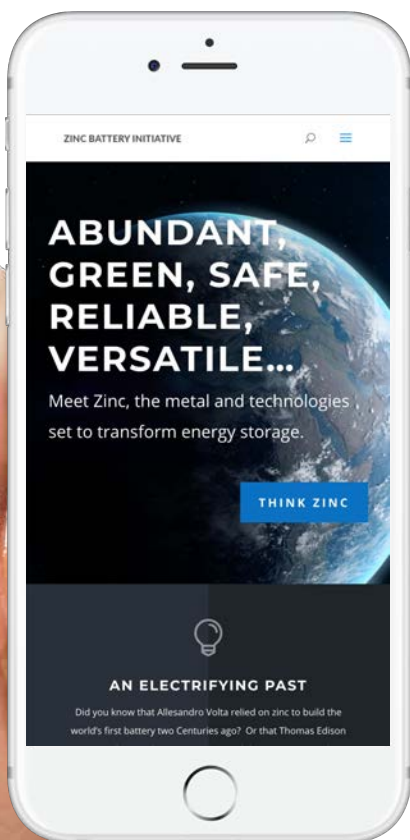 ZINC BATTERY INITIATIVE
ABUNDANT,
GREEN, SAFE,
RELIABLE,
VERSATILE...
Meet Zinc, the metal and technologies
set to transform energy storage.
THINK ZINC
AN ELECTRIFYING PAST
Did you know that Allesandro Volta relied on zinc to build the
world's first battery two Centuries ago? Or that Thomas Edison